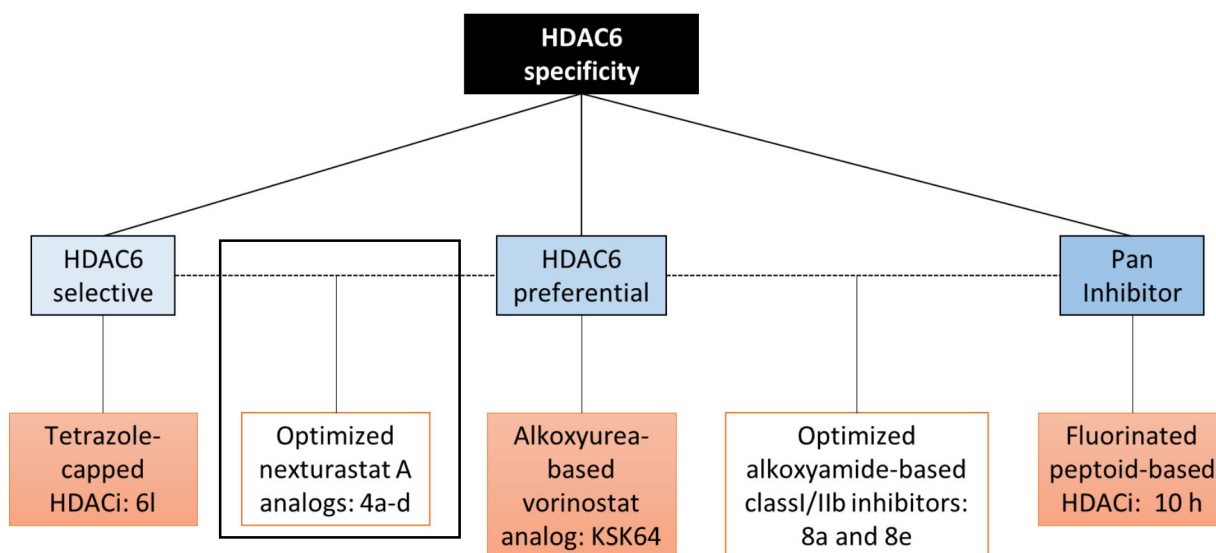 HDAC6
specificity
HDAC6
selective
HDAC6
preferential
Pan
Inhibitor
Tetrazole-
capped
HDACi: 6l
Optimized
nexturastat A
analogs: 4a-d
Alkoxyurea-
based
vorinostat
analog: KSK64
Optimized
alkoxyamide-based
classI/IIb inhibitors:
8a and 8e
Fluorinated
peptoid-based
HDACi: 10 h